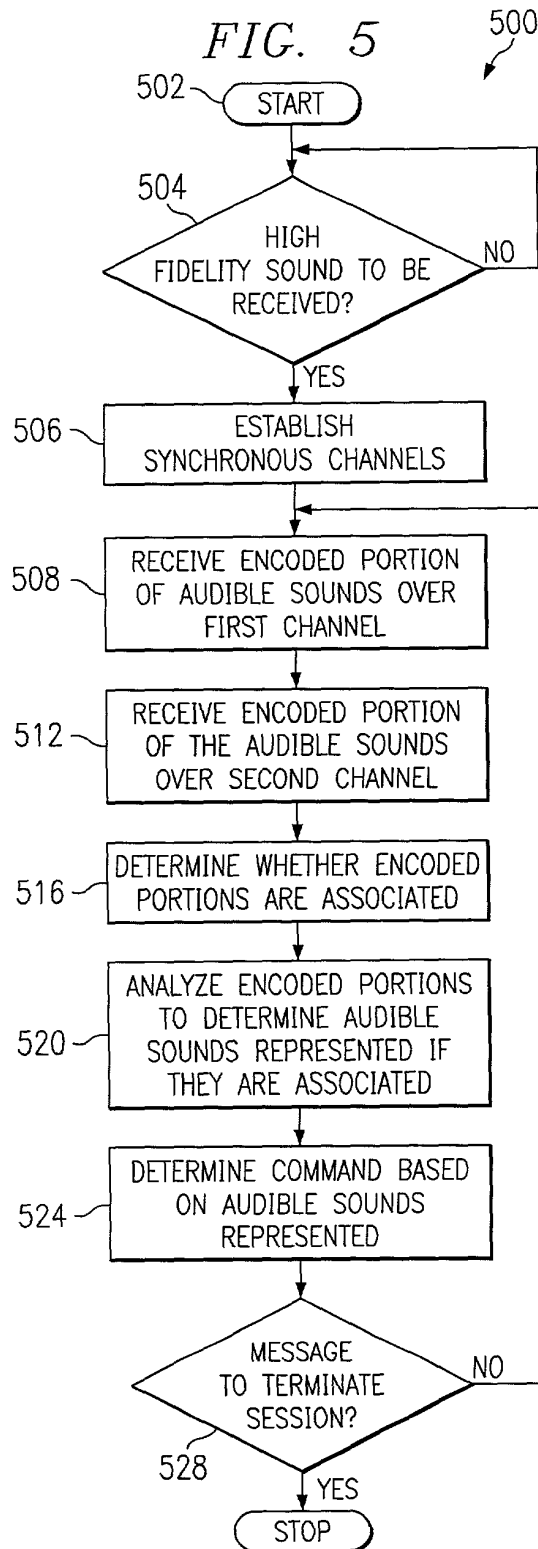 FIG. 5
500
502
START
504
HIGH
FIDELITY SOUND TO BE
RECEIVED?
NO
YES
506
ESTABLISH
SYNCHRONOUS CHANNELS
508
RECEIVE ENCODED PORTION
OF AUDIBLE SOUNDS OVER
FIRST CHANNEL
512
RECEIVE ENCODED PORTION
OF THE AUDIBLE SOUNDS
OVER SECOND CHANNEL
516
DETERMINE WHETHER ENCODED
PORTIONS ARE ASSOCIATED
520
ANALYZE ENCODED PORTIONS
TO DETERMINE AUDIBLE
SOUNDS REPRESENTED IF
THEY ARE ASSOCIATED
524
DETERMINE COMMAND BASED
ON AUDIBLE SOUNDS
REPRESENTED
MESSAGE
TO TERMINATE
SESSION?
NO
528
YES
STOP